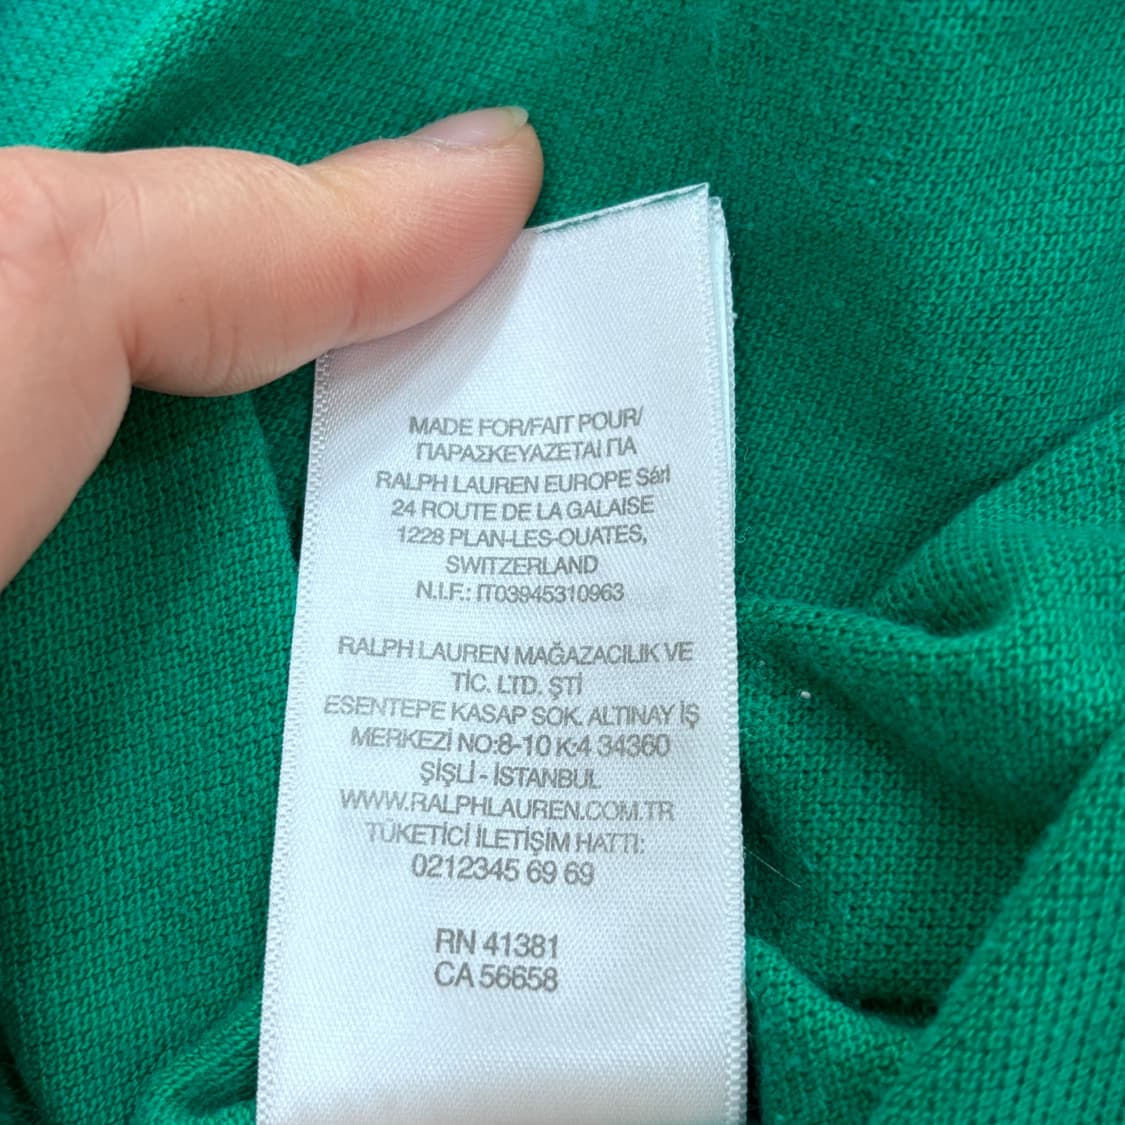 MADE FOR/FAIT POUR/
ΠΑΡΑΣΚΕΥΑΖΕΤΑΙ ΓΙΑ
RALPH LAUREN EUROPE Sárl
24 ROUTE DE LA GALAISE
1228 PLAN-LES-OUATES,
SWITZERLAND
N.I.F.: IT03945310963
RALPH LAUREN MAĞAZACILIK VE
TİC. LTD. ŞTİ
ESENTEPE KASAP SOK. ALTINAY İŞ
MERKEZİ NO:8-10 K:4 34360
ŞİŞLİ - İSTANBUL
WWW.RALPHLAUREN.COM.TR
TÜKETİCİ İLETİŞİM HATTI:
0212345 69 69
RN 41381
CA 56658